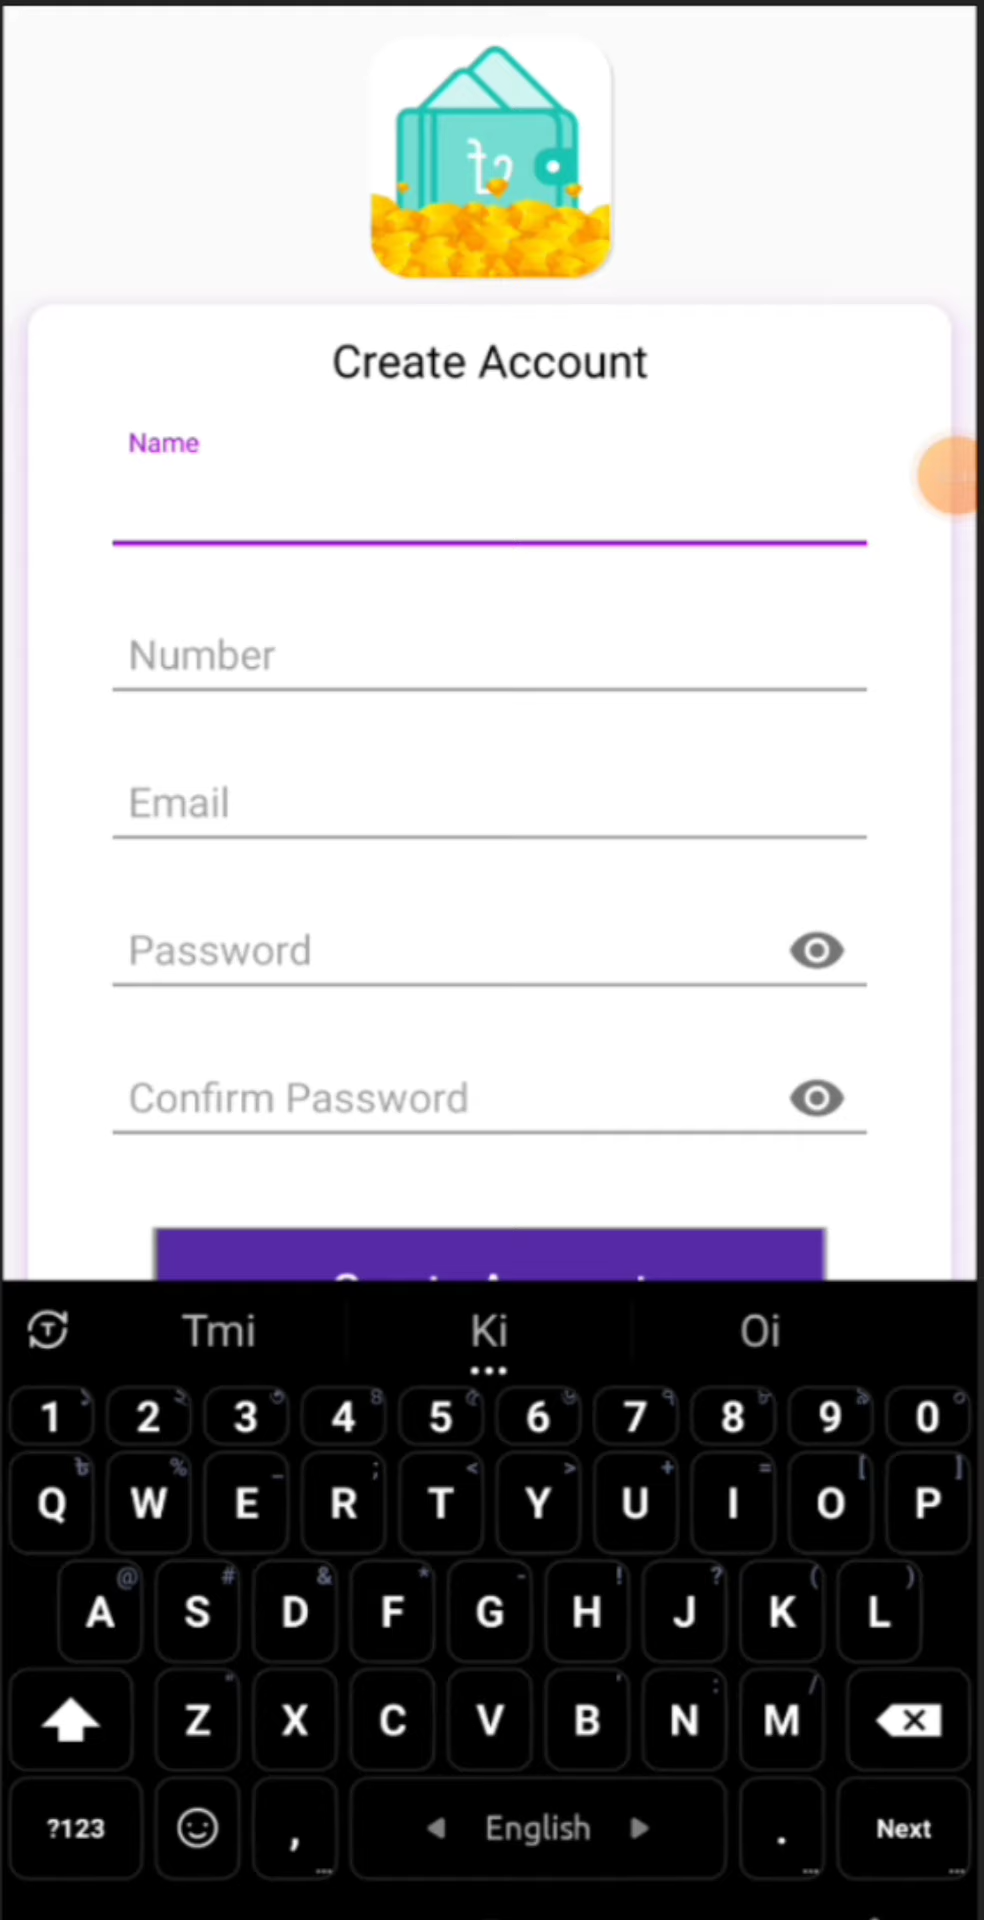 ৳
Create Account
Name
Number
Email
Password
Confirm Password
Tmi Ki Oi
1 2 3 4 5 6 7 8 9 0
Q W E R T Y U I O P
A S D F G H J K L
Z X C V B N M
?123 , English . Next